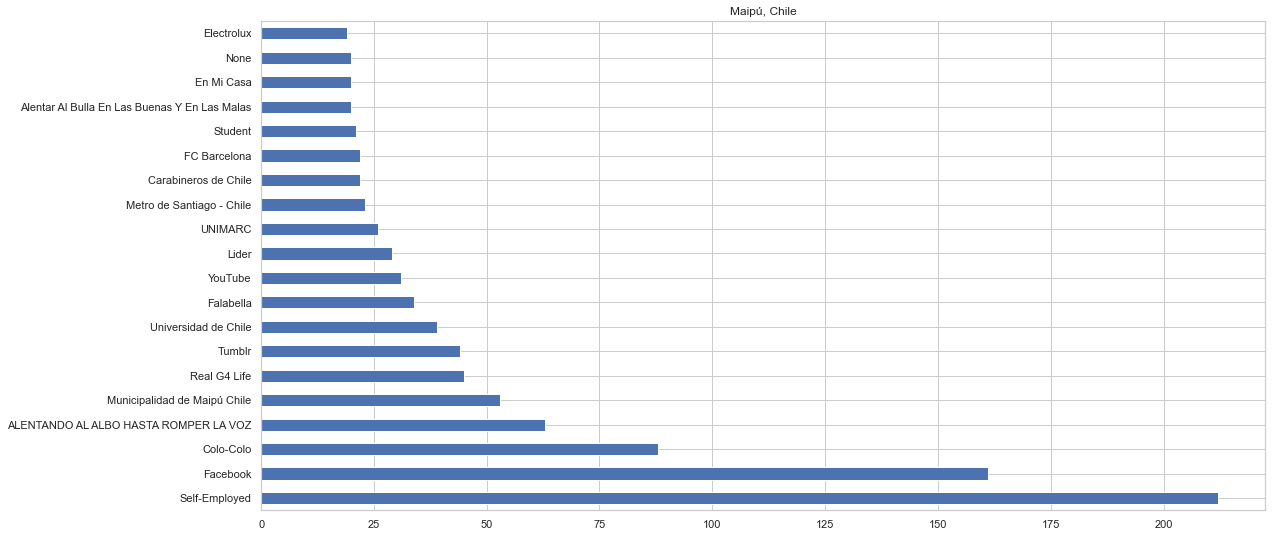 Maipú, Chile
Electrolux
None
En Mi Casa
Alentar Al Bulla En Las Buenas Y En Las Malas
Student
FC Barcelona
Carabineros de Chile
Metro de Santiago - Chile
UNIMARC
Lider
YouTube
Falabella
Universidad de Chile
Tumblr
Real G4 Life
Municipalidad de Maipú Chile
ALENTANDO AL ALBO HASTA ROMPER LA VOZ
Colo-Colo
Facebook
Self-Employed
0 25 50 75 100 125 150 175 200